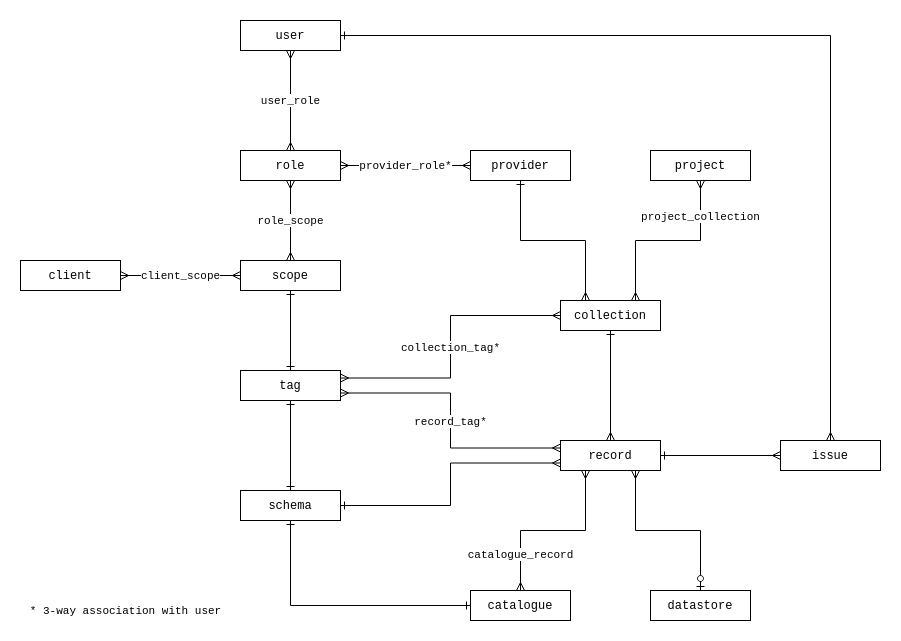 user
user_role
role
provider_role*
provider
project
role_scope
project_collection
client
client_scope
scope
collection
collection_tag*
tag
record_tag*
record
issue
schema
catalogue_record
* 3-way association with user
catalogue
datastore